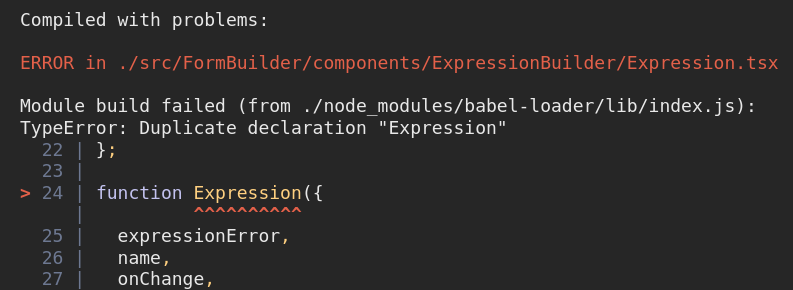 Compiled with problems:
ERROR in ./src/FormBuilder/components/ExpressionBuilder/Expression.tsx
Module build failed (from ./node_modules/babel-loader/lib/index.js):
TypeError: Duplicate declaration "Expression"
  22 | };
  23 |
> 24 | function Expression({
     |          ^^^^^^^^^^
  25 |   expressionError,
  26 |   name,
  27 |   onChange,